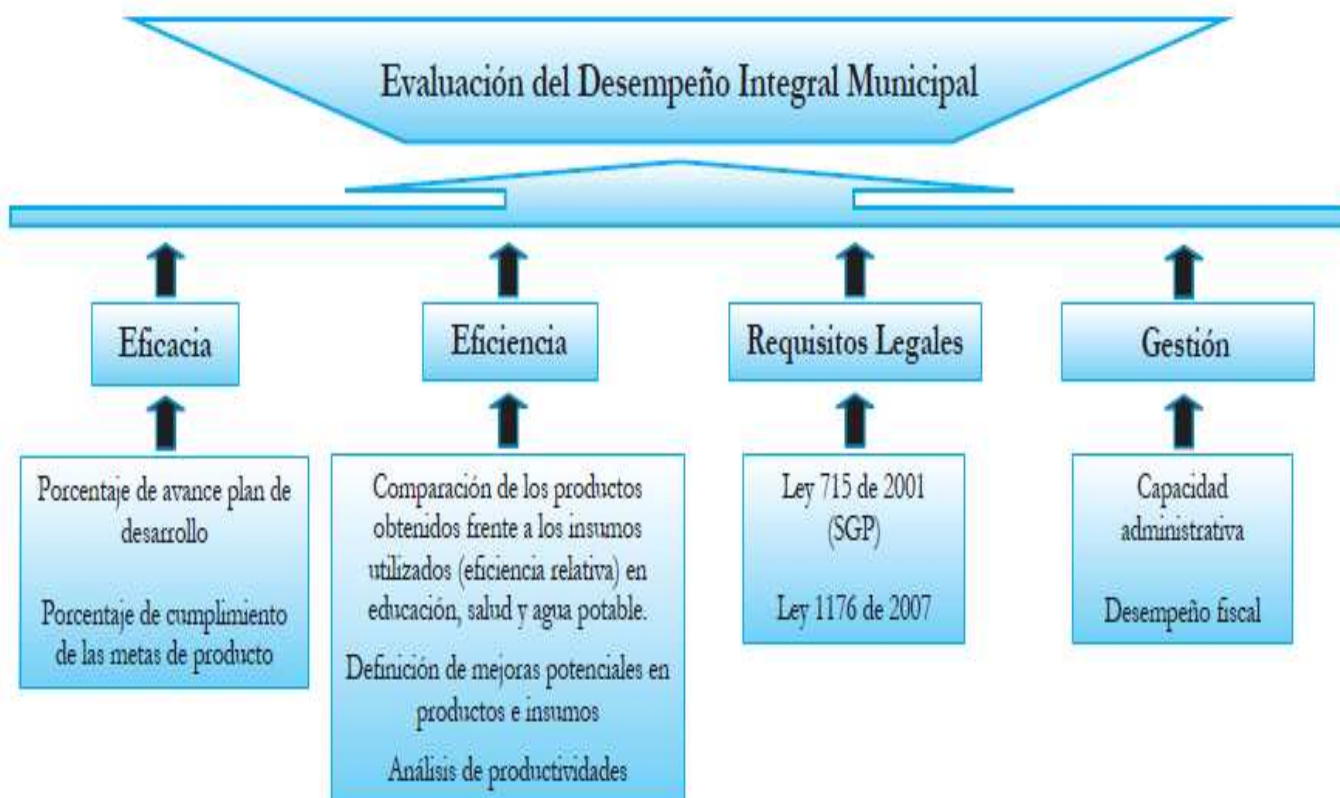 Evaluación del Desempeño Integral Municipal
Eficacia
Eficiencia
Requisitos Legales
Gestión
Porcentaje de avance plan de
desarrollo
Porcentaje de cumplimiento
de las metas de producto
Comparación de los productos
obtenidos frente a los insumos
utilizados (eficiencia relativa) en
educación, salud y agua potable.
Definición de mejoras potenciales en
productos e insumos
Análisis de productividades
Ley 715 de 2001
(SGP)
Ley 1176 de 2007
Capacidad
administrativa
Desempeño fiscal